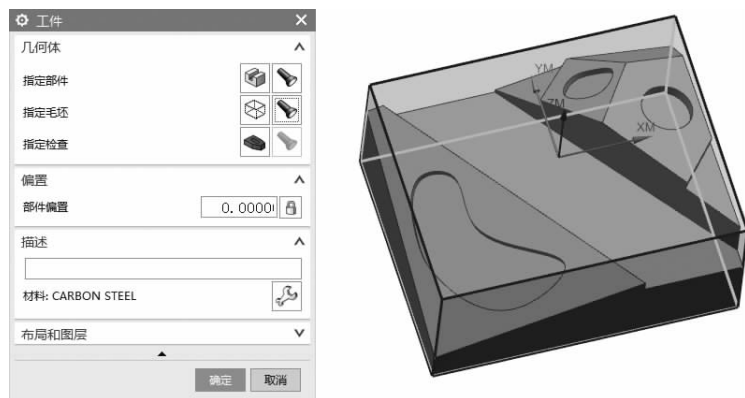 工件
几何体
指定部件
指定毛坯
指定检查
偏置
部件偏置
0.0000
描述
材料: CARBON STEEL
布局和图层
确定
取消
YM
ZM
XM